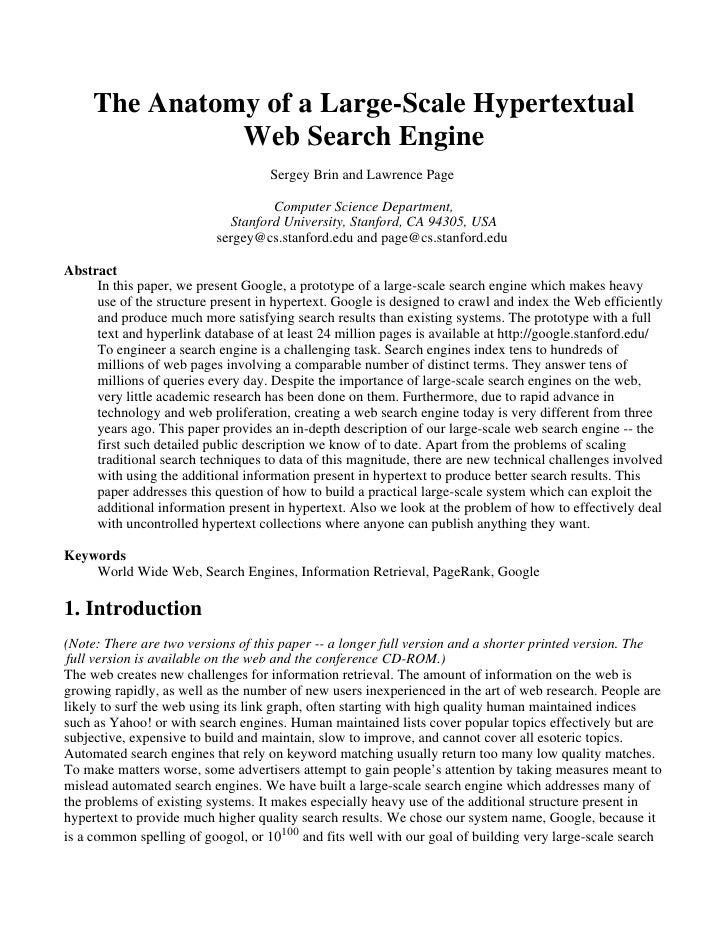 The Anatomy of a Large-Scale Hypertextual
Web Search Engine
Sergey Brin and Lawrence Page
Computer Science Department,
Stanford University, Stanford, CA 94305, USA
sergey@cs.stanford.edu and page@cs.stanford.edu
Abstract
In this paper, we present Google, a prototype of a large-scale search engine which makes heavy
use of the structure present in hypertext. Google is designed to crawl and index the Web efficiently
and produce much more satisfying search results than existing systems. The prototype with a full
text and hyperlink database of at least 24 million pages is available at http://google.stanford.edu/
To engineer a search engine is a challenging task. Search engines index tens to hundreds of
millions of web pages involving a comparable number of distinct terms. They answer tens of
millions of queries every day. Despite the importance of large-scale search engines on the web,
very little academic research has been done on them. Furthermore, due to rapid advance in
technology and web proliferation, creating a web search engine today is very different from three
years ago. This paper provides an in-depth description of our large-scale web search engine -- the
first such detailed public description we know of to date. Apart from the problems of scaling
traditional search techniques to data of this magnitude, there are new technical challenges involved
with using the additional information present in hypertext to produce better search results. This
paper addresses this question of how to build a practical large-scale system which can exploit the
additional information present in hypertext. Also we look at the problem of how to effectively deal
with uncontrolled hypertext collections where anyone can publish anything they want.
Keywords
World Wide Web, Search Engines, Information Retrieval, PageRank, Google
1. Introduction
(Note: There are two versions of this paper -- a longer full version and a shorter printed version. The
full version is available on the web and the conference CD-ROM.)
The web creates new challenges for information retrieval. The amount of information on the web is
growing rapidly, as well as the number of new users inexperienced in the art of web research. People are
likely to surf the web using its link graph, often starting with high quality human maintained indices
such as Yahoo! or with search engines. Human maintained lists cover popular topics effectively but are
subjective, expensive to build and maintain, slow to improve, and cannot cover all esoteric topics.
Automated search engines that rely on keyword matching usually return too many low quality matches.
To make matters worse, some advertisers attempt to gain people's attention by taking measures meant to
mislead automated search engines. We have built a large-scale search engine which addresses many of
the problems of existing systems. It makes especially heavy use of the additional structure present in
hypertext to provide much higher quality search results. We chose our system name, Google, because it
is a common spelling of googol, or 10¹⁰⁰ and fits well with our goal of building very large-scale search